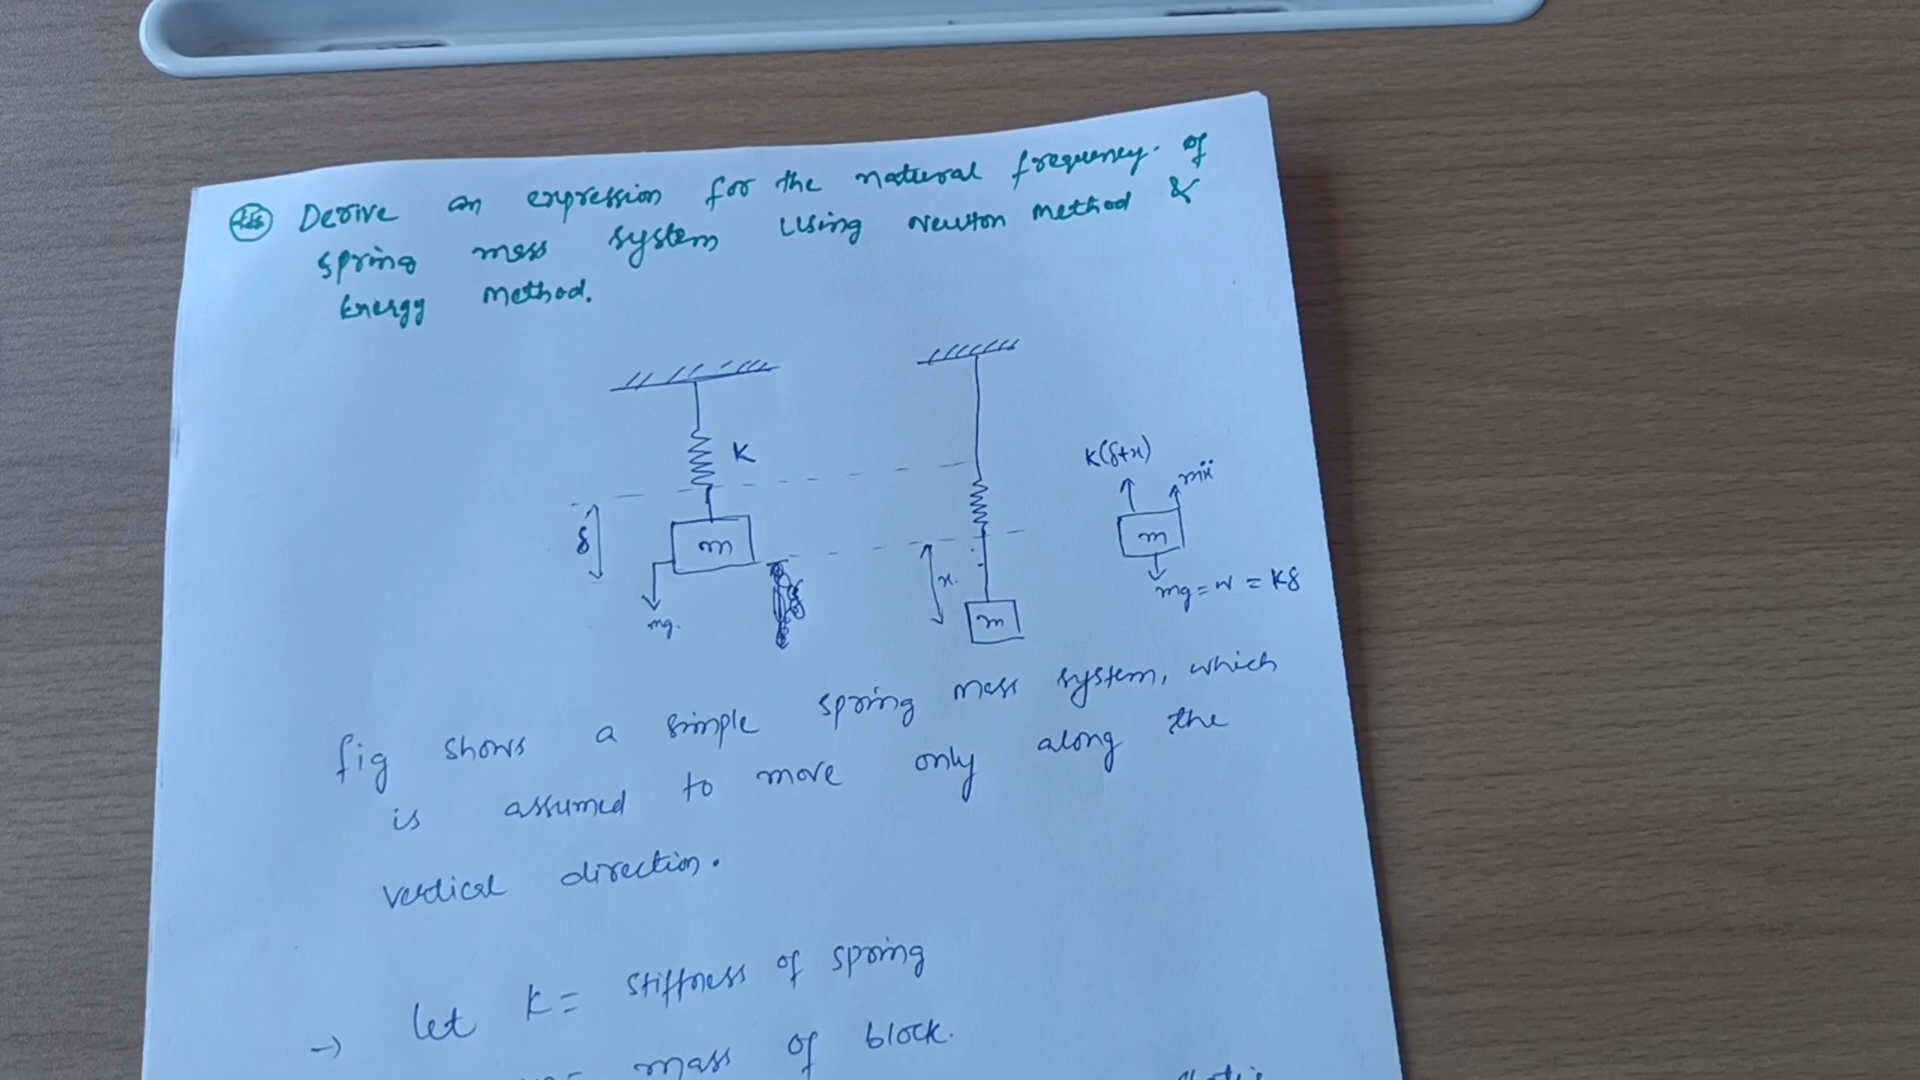 Derive an expression for the natural frequency. of
spring mass system Using Newton Method &
Energy Method.
K
K(δ+x)
mẍ
δ
m
m
x.
mg.
mg = w = Kδ
m
fig shows a simple spring mass system, which
is assumed to move only along the
vertical direction.
→ let K = stiffness of spring
= mass of block.